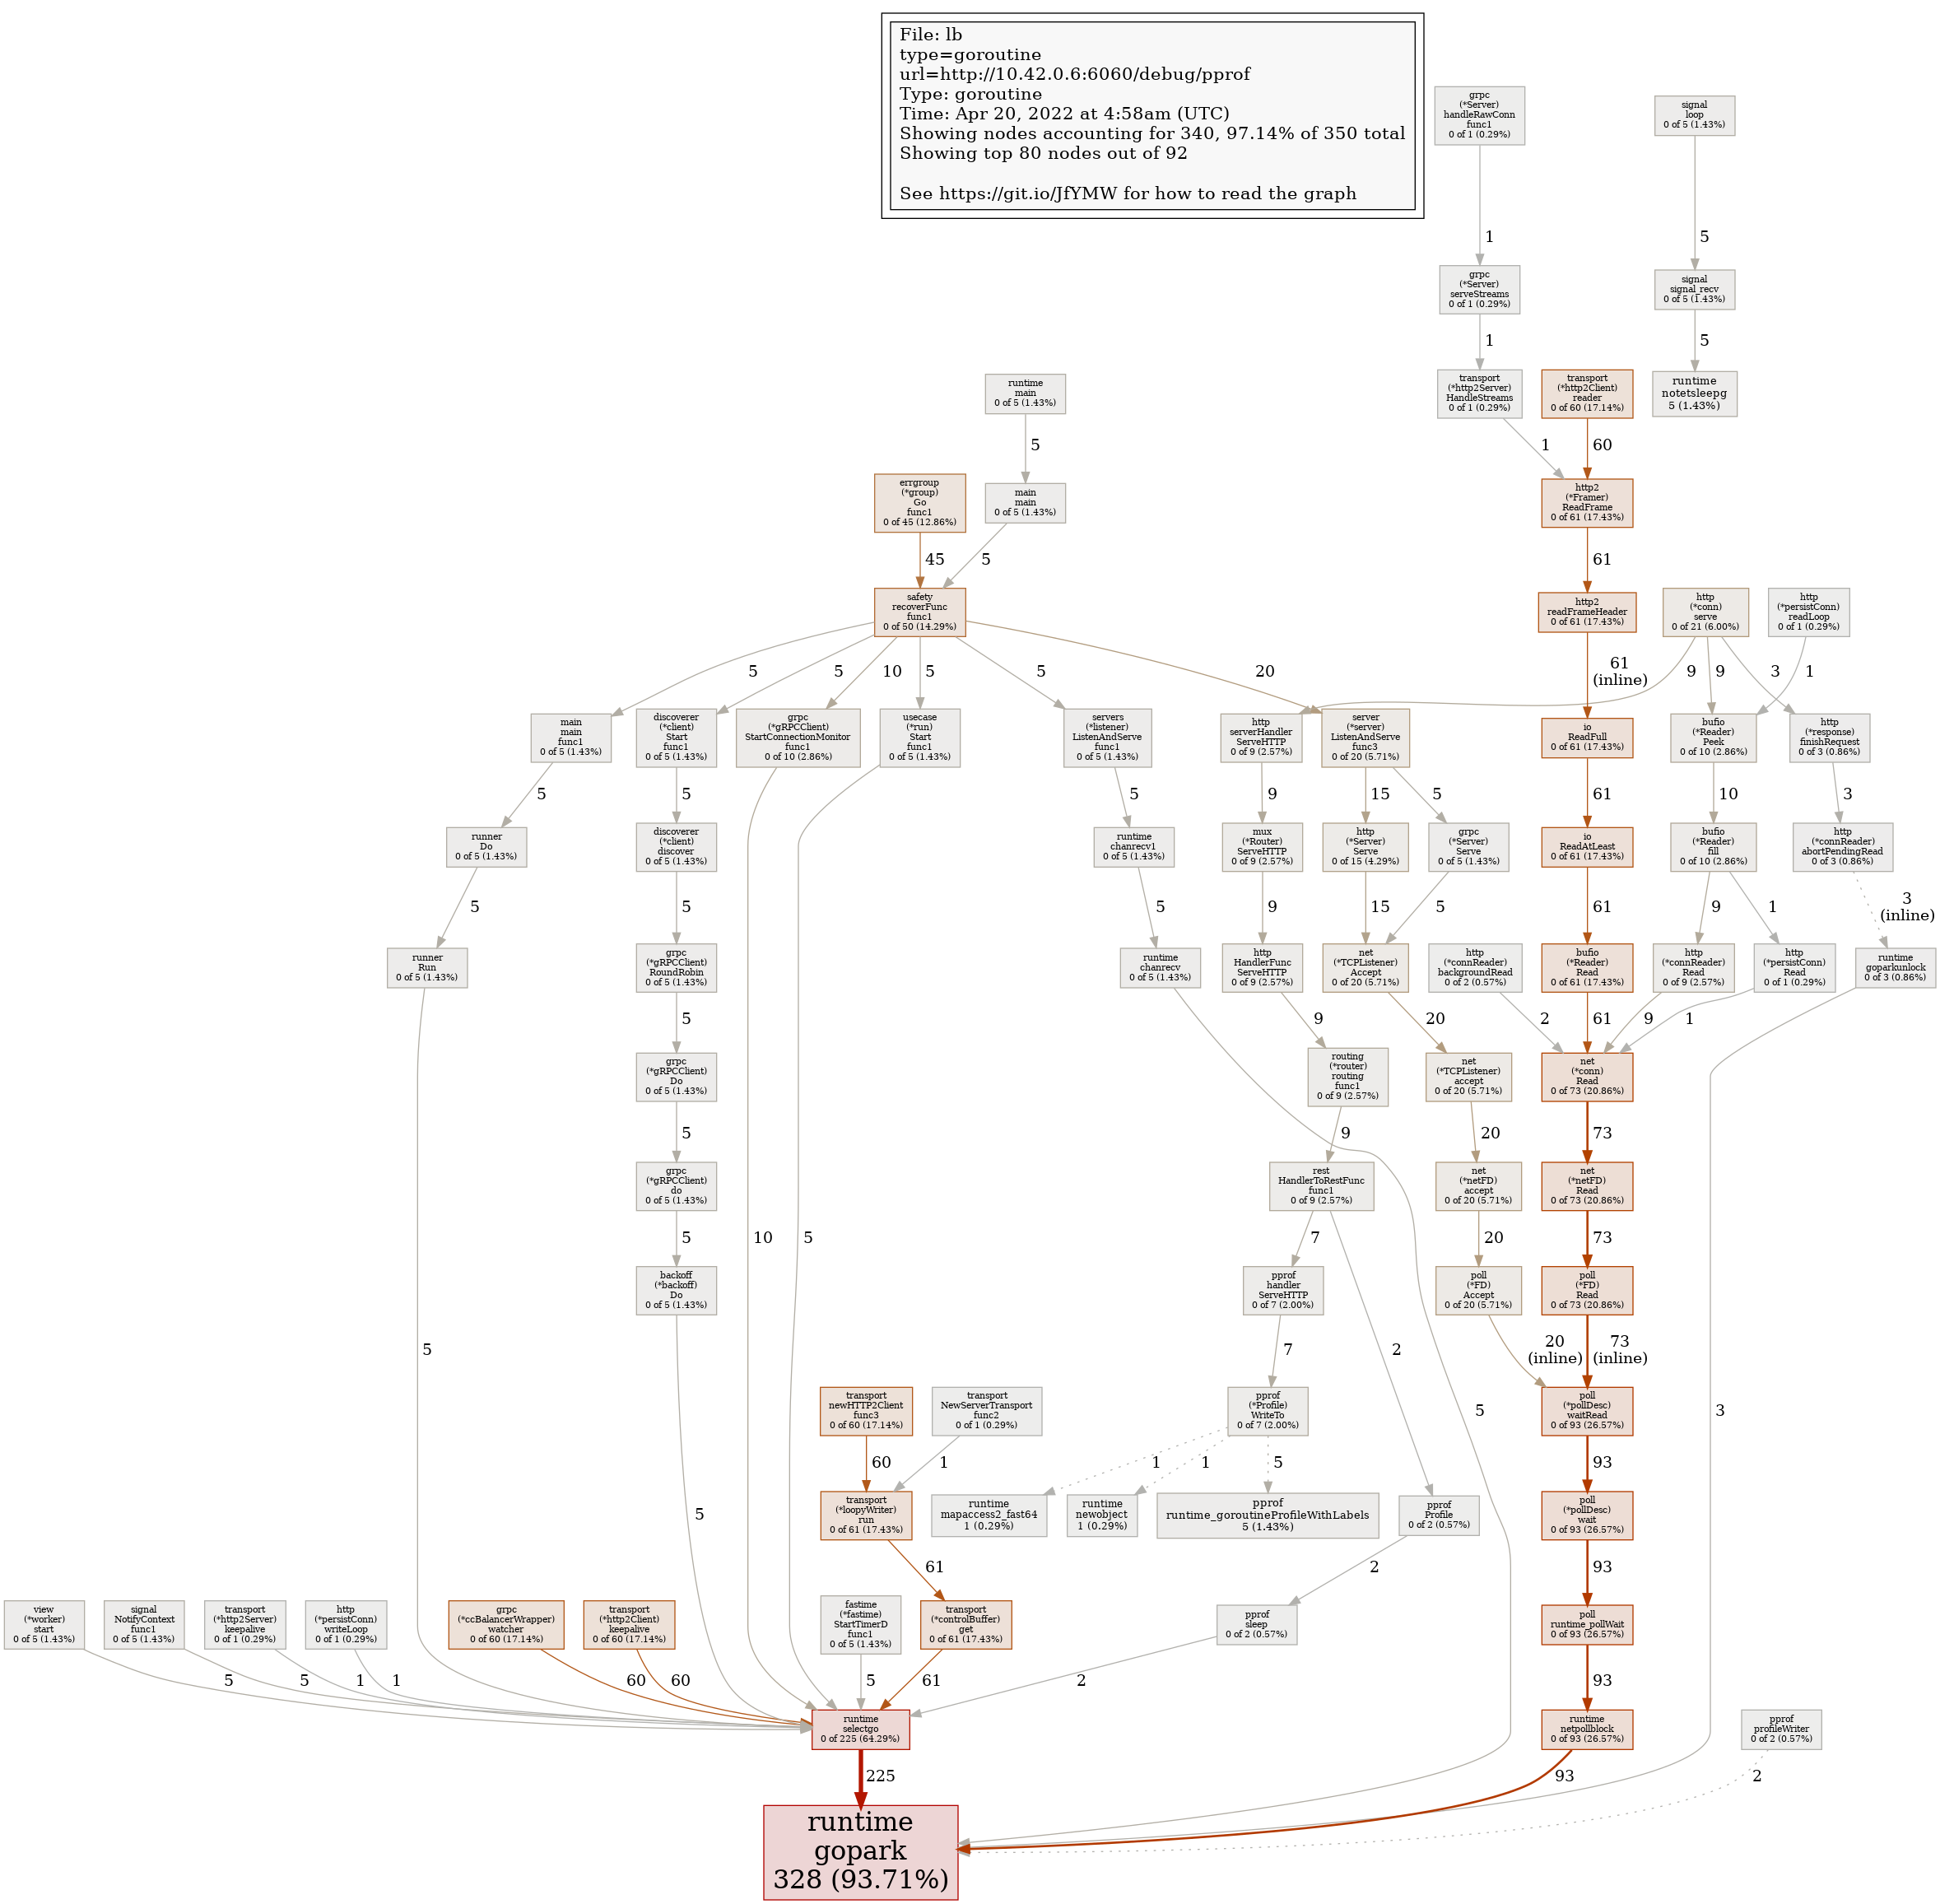 File: lb
type=goroutine
url=http://10.42.0.6:6060/debug/pprof
Type: goroutine
Time: Apr 20, 2022 at 4:58am (UTC)
Showing nodes accounting for 340, 97.14% of 350 total
Showing top 80 nodes out of 92
See https://git.io/JfYMW for how to read the graph
grpc
(*Server)
handleRawConn
func1
0 of 1 (0.29%)
signal
loop
0 of 5 (1.43%)
1
5
grpc
(*Server)
serveStreams
0 of 1 (0.29%)
signal
signal_recv
0 of 5 (1.43%)
1
5
runtime
main
0 of 5 (1.43%)
transport
(*http2Server)
HandleStreams
0 of 1 (0.29%)
transport
(*http2Client)
reader
0 of 60 (17.14%)
runtime
notetsleepg
5 (1.43%)
5
1
60
errgroup
(*group)
Go
func1
0 of 45 (12.86%)
main
main
0 of 5 (1.43%)
http2
(*Framer)
ReadFrame
0 of 61 (17.43%)
45
5
61
safety
recoverFunc
func1
0 of 50 (14.29%)
http2
readFrameHeader
0 of 61 (17.43%)
http
(*conn)
serve
0 of 21 (6.00%)
http
(*persistConn)
readLoop
0 of 1 (0.29%)
5
5
10
5
5
20
61
(inline)
9
9
3
1
main
main
func1
0 of 5 (1.43%)
discoverer
(*client)
Start
func1
0 of 5 (1.43%)
grpc
(*gRPCClient)
StartConnectionMonitor
func1
0 of 10 (2.86%)
usecase
(*run)
Start
func1
0 of 5 (1.43%)
servers
(*listener)
ListenAndServe
func1
0 of 5 (1.43%)
http
serverHandler
ServeHTTP
0 of 9 (2.57%)
server
(*server)
ListenAndServe
func3
0 of 20 (5.71%)
io
ReadFull
0 of 61 (17.43%)
bufio
(*Reader)
Peek
0 of 10 (2.86%)
http
(*response)
finishRequest
0 of 3 (0.86%)
5
5
5
9
15
5
61
10
3
runner
Do
0 of 5 (1.43%)
discoverer
(*client)
discover
0 of 5 (1.43%)
runtime
chanrecv1
0 of 5 (1.43%)
mux
(*Router)
ServeHTTP
0 of 9 (2.57%)
http
(*Server)
Serve
0 of 15 (4.29%)
grpc
(*Server)
Serve
0 of 5 (1.43%)
io
ReadAtLeast
0 of 61 (17.43%)
bufio
(*Reader)
fill
0 of 10 (2.86%)
http
(*connReader)
abortPendingRead
0 of 3 (0.86%)
5
5
5
9
15
5
61
9
1
3
(inline)
runner
Run
0 of 5 (1.43%)
grpc
(*gRPCClient)
RoundRobin
0 of 5 (1.43%)
runtime
chanrecv
0 of 5 (1.43%)
http
HandlerFunc
ServeHTTP
0 of 9 (2.57%)
net
(*TCPListener)
Accept
0 of 20 (5.71%)
http
(*connReader)
backgroundRead
0 of 2 (0.57%)
bufio
(*Reader)
Read
0 of 61 (17.43%)
http
(*connReader)
Read
0 of 9 (2.57%)
http
(*persistConn)
Read
0 of 1 (0.29%)
runtime
goparkunlock
0 of 3 (0.86%)
5
9
20
2
61
9
1
grpc
(*gRPCClient)
Do
0 of 5 (1.43%)
routing
(*router)
routing
func1
0 of 9 (2.57%)
net
(*TCPListener)
accept
0 of 20 (5.71%)
net
(*conn)
Read
0 of 73 (20.86%)
5
9
20
73
grpc
(*gRPCClient)
do
0 of 5 (1.43%)
rest
HandlerToRestFunc
func1
0 of 9 (2.57%)
net
(*netFD)
accept
0 of 20 (5.71%)
net
(*netFD)
Read
0 of 73 (20.86%)
5
10
5
7
20
73
backoff
(*backoff)
Do
0 of 5 (1.43%)
pprof
handler
ServeHTTP
0 of 7 (2.00%)
poll
(*FD)
Accept
0 of 20 (5.71%)
poll
(*FD)
Read
0 of 73 (20.86%)
5
7
2
20
(inline)
73
(inline)
transport
newHTTP2Client
func3
0 of 60 (17.14%)
transport
NewServerTransport
func2
0 of 1 (0.29%)
pprof
(*Profile)
WriteTo
0 of 7 (2.00%)
5
poll
(*pollDesc)
waitRead
0 of 93 (26.57%)
3
60
1
1
1
5
93
5
transport
(*loopyWriter)
run
0 of 61 (17.43%)
runtime
mapaccess2_fast64
1 (0.29%)
runtime
newobject
1 (0.29%)
pprof
runtime_goroutineProfileWithLabels
5 (1.43%)
pprof
Profile
0 of 2 (0.57%)
poll
(*pollDesc)
wait
0 of 93 (26.57%)
61
2
93
view
(*worker)
start
0 of 5 (1.43%)
signal
NotifyContext
func1
0 of 5 (1.43%)
transport
(*http2Server)
keepalive
0 of 1 (0.29%)
http
(*persistConn)
writeLoop
0 of 1 (0.29%)
grpc
(*ccBalancerWrapper)
watcher
0 of 60 (17.14%)
transport
(*http2Client)
keepalive
0 of 60 (17.14%)
fastime
(*fastime)
StartTimerD
func1
0 of 5 (1.43%)
transport
(*controlBuffer)
get
0 of 61 (17.43%)
pprof
sleep
0 of 2 (0.57%)
poll
runtime_pollWait
0 of 93 (26.57%)
5
5
1
1
60
60
5
61
2
93
runtime
selectgo
0 of 225 (64.29%)
runtime
netpollblock
0 of 93 (26.57%)
pprof
profileWriter
0 of 2 (0.57%)
225
93
2
runtime
gopark
328 (93.71%)